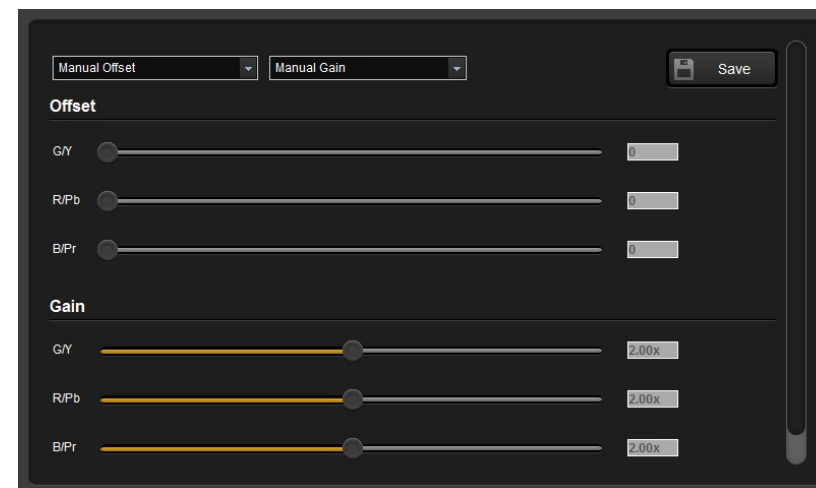 Manual Offset Manual Gain Save
Offset
G/Y 0
R/Pb 0
B/Pr 0
Gain
G/Y 2.00x
R/Pb 2.00x
B/Pr 2.00x